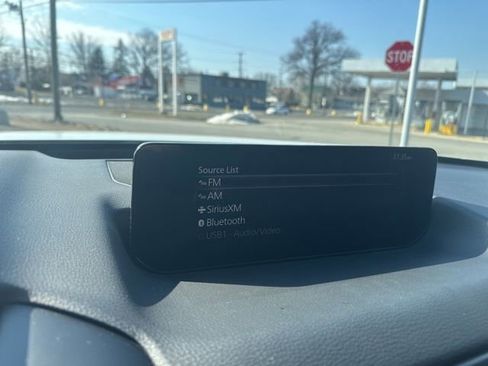 STOP
Source List
FM
AM
SiriusXM
Bluetooth
USB1 - Audio/Video